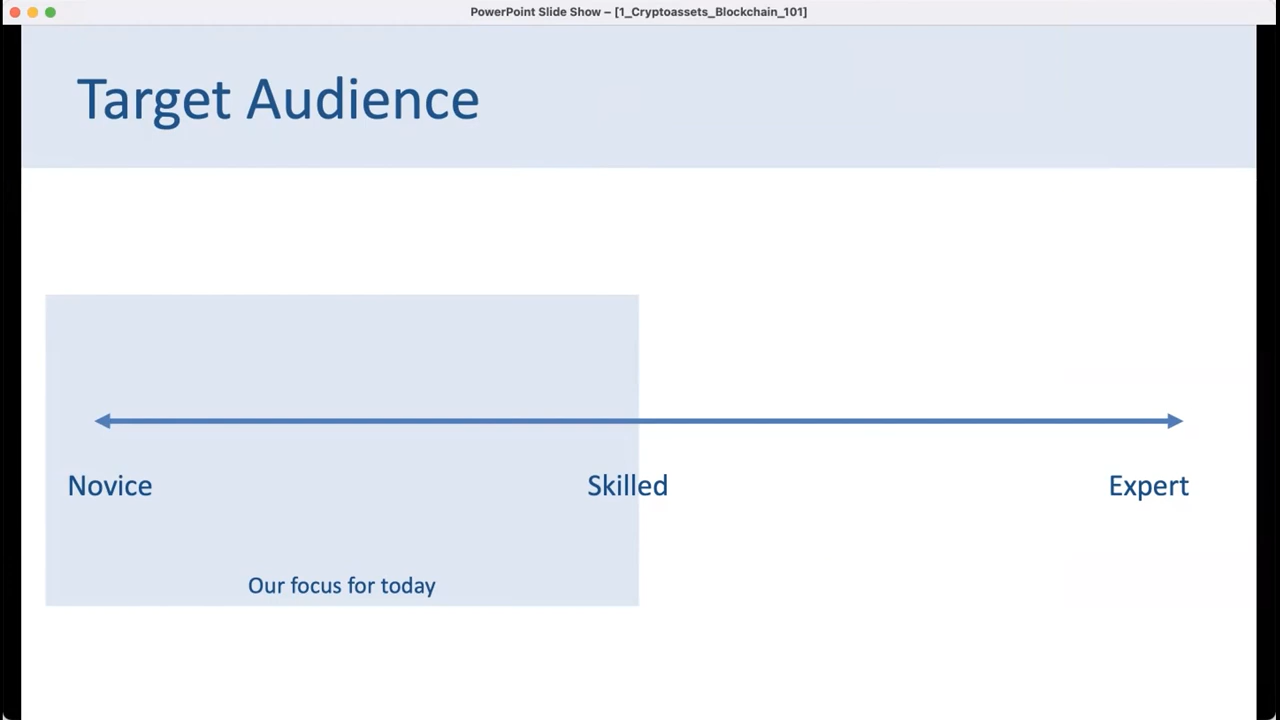 PowerPoint Slide Show – [1_Cryptoassets_Blockchain_101]
Target Audience
Novice Skilled Expert
Our focus for today